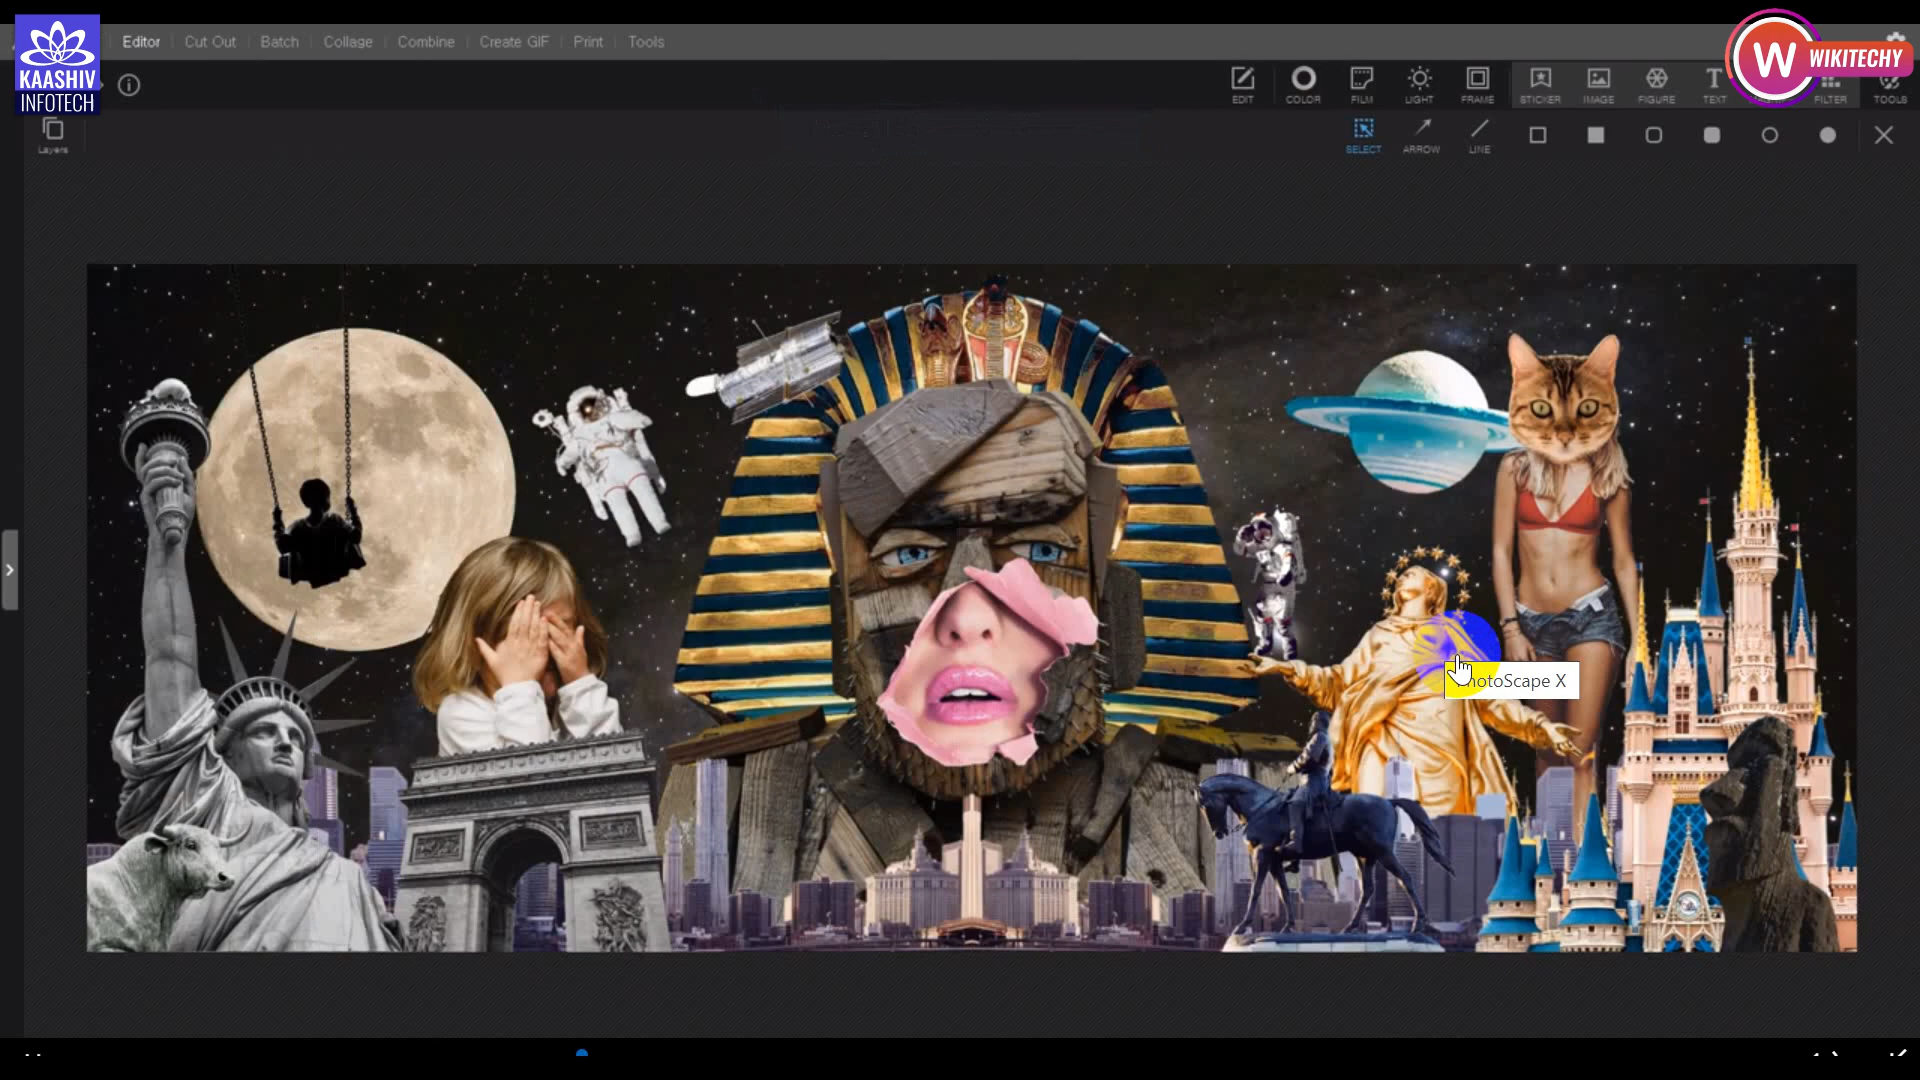 KAASHIV
INFOTECH
Editor Cut Out Batch Collage Combine Create GIF Print Tools
W WIKITECHY
EDIT COLOR FILM LIGHT FRAME STICKER IMAGE FIGURE TEXT FILTER TOOLS
Layers
SELECT ARROW LINE
PhotoScape X